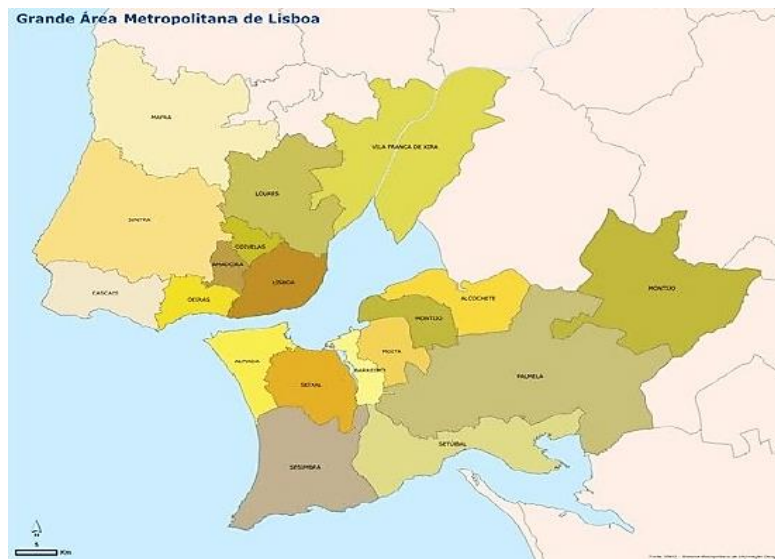 Grande Área Metropolitana de Lisboa
MAFRA
VILA FRANCA DE XIRA
LOURES
SINTRA
ODIVELAS
AMADORA
LISBOA
CASCAIS
OEIRAS
MONTIJO
ALCOCHETE
MONTIJO
ALMADA
MOITA
BARREIRO
SEIXAL
PALMELA
SETÚBAL
SESIMBRA
N
5
Km